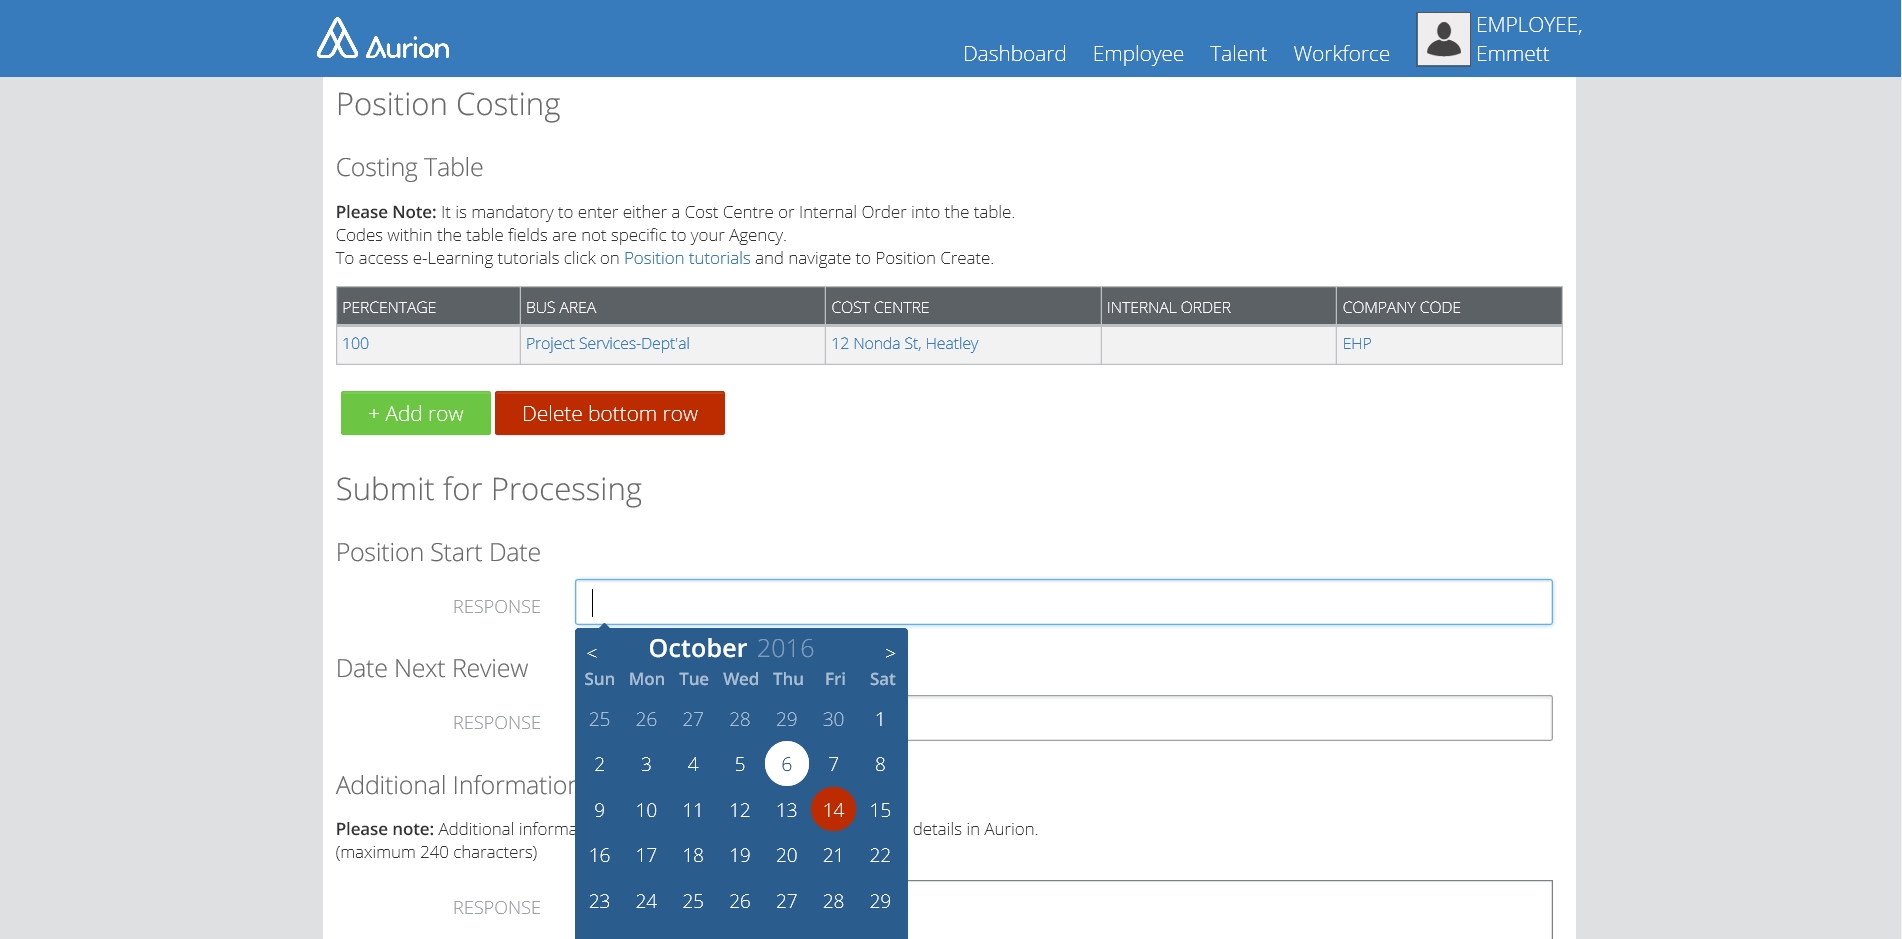 Aurion
Dashboard Employee Talent Workforce
EMPLOYEE,
Emmett
Position Costing
Costing Table
Please Note: It is mandatory to enter either a Cost Centre or Internal Order into the table.
Codes within the table fields are not specific to your Agency.
To access e-Learning tutorials click on Position tutorials and navigate to Position Create.
PERCENTAGE BUS AREA COST CENTRE INTERNAL ORDER COMPANY CODE
100 Project Services-Dept'al 12 Nonda St, Heatley EHP
+ Add row Delete bottom row
Submit for Processing
Position Start Date
RESPONSE
< October 2016 >
Sun Mon Tue Wed Thu Fri Sat
25 26 27 28 29 30 1
2 3 4 5 6 7 8
9 10 11 12 13 14 15
16 17 18 19 20 21 22
23 24 25 26 27 28 29
Date Next Review
RESPONSE
Additional Information
Please note: Additional informa details in Aurion.
(maximum 240 characters)
RESPONSE